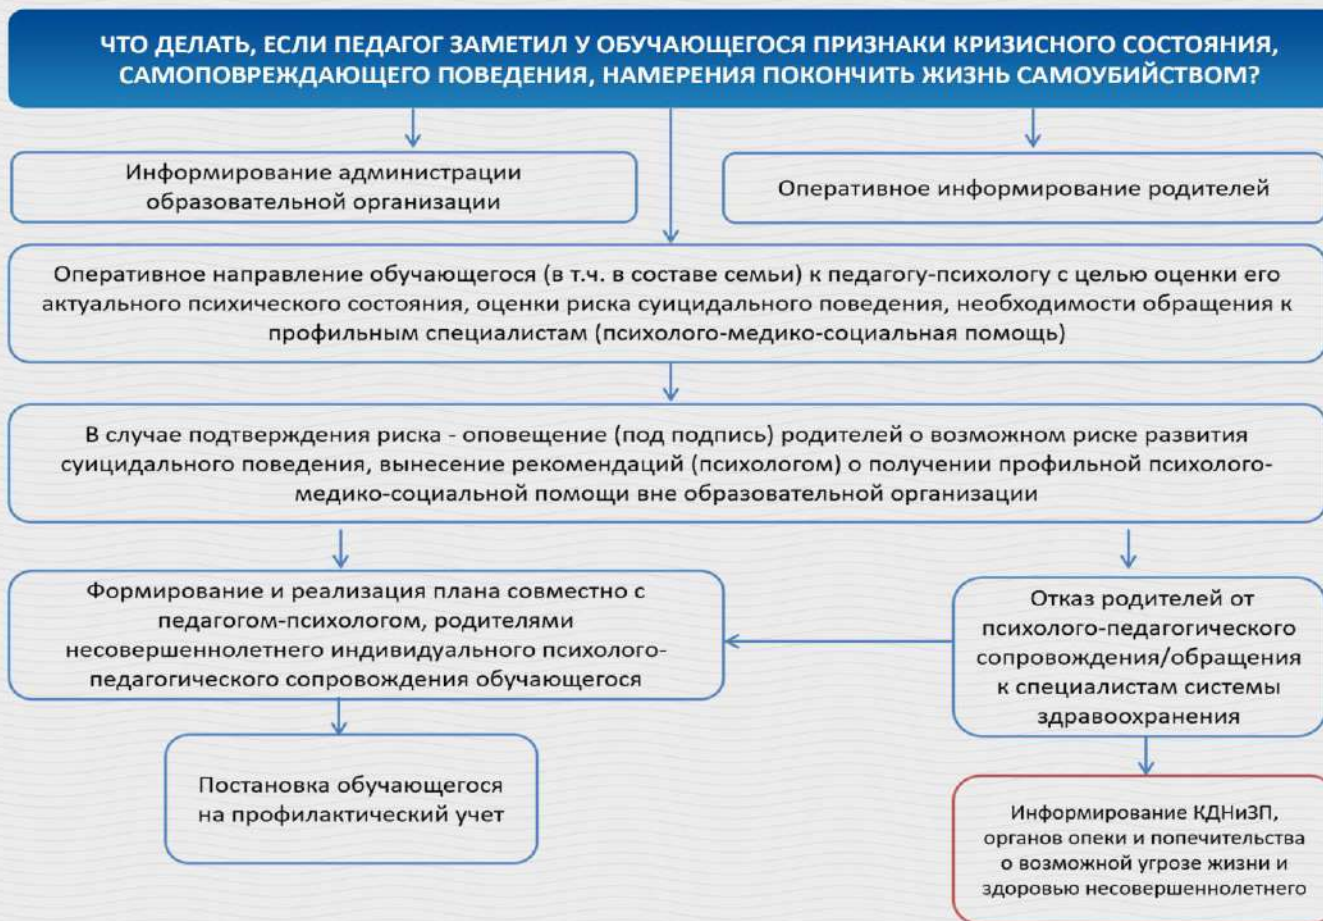 ЧТО ДЕЛАТЬ, ЕСЛИ ПЕДАГОГ ЗАМЕТИЛ У ОБУЧАЮЩЕГОСЯ ПРИЗНАКИ КРИЗИСНОГО СОСТОЯНИЯ,
САМОПОВРЕЖДАЮЩЕГО ПОВЕДЕНИЯ, НАМЕРЕНИЯ ПОКОНЧИТЬ ЖИЗНЬ САМОУБИЙСТВОМ?
Информирование администрации
образовательной организации
Оперативное информирование родителей
Оперативное направление обучающегося (в т.ч. в составе семьи) к педагогу-психологу с целью оценки его
актуального психического состояния, оценки риска суицидального поведения, необходимости обращения к
профильным специалистам (психолого-медико-социальная помощь)
В случае подтверждения риска - оповещение (под подпись) родителей о возможном риске развития
суицидального поведения, вынесение рекомендаций (психологом) о получении профильной психолого-
медико-социальной помощи вне образовательной организации
Формирование и реализация плана совместно с
педагогом-психологом, родителями
несовершеннолетнего индивидуального психолого-
педагогического сопровождения обучающегося
Отказ родителей от
психолого-педагогического
сопровождения/обращения
к специалистам системы
здравоохранения
Постановка обучающегося
на профилактический учет
Информирование КДНиЗП,
органов опеки и попечительства
о возможной угрозе жизни и
здоровью несовершеннолетнего